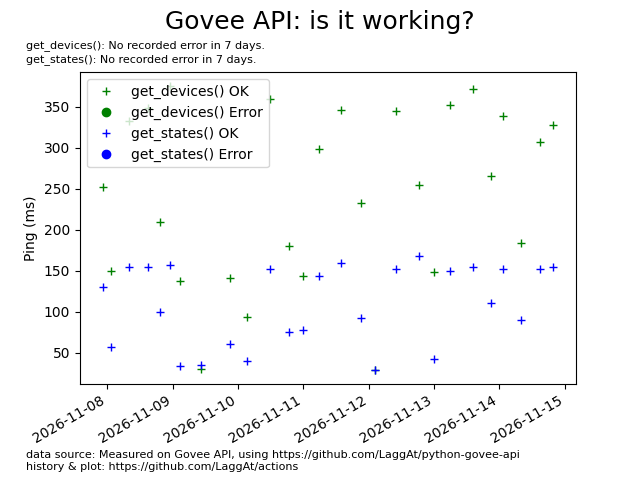 Govee API: is it working?
get_devices(): No recorded error in 7 days.
get_states(): No recorded error in 7 days.
get_devices() OK
get_devices() Error
get_states() OK
get_states() Error
Ping (ms)
350
300
250
200
150
100
50
2026-11-08
2026-11-09
2026-11-10
2026-11-11
2026-11-12
2026-11-13
2026-11-14
2026-11-15
data source: Measured on Govee API, using https://github.com/LaggAt/python-govee-api
history & plot: https://github.com/LaggAt/actions